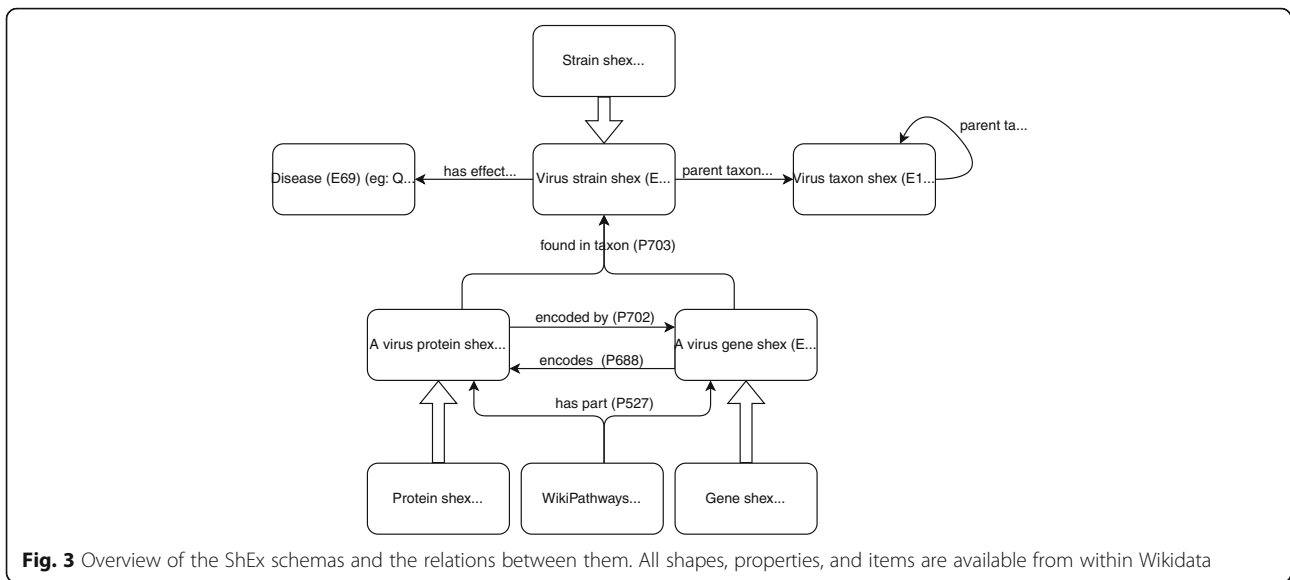 Strain shex...
parent ta...
Disease (E69) (eg: Q...
has effect...
Virus strain shex (E...
parent taxon...
Virus taxon shex (E1...
found in taxon (P703)
A virus protein shex...
encoded by (P702)
A virus gene shex (E...
encodes (P688)
has part (P527)
Protein shex...
WikiPathways...
Gene shex...
Fig. 3 Overview of the ShEx schemas and the relations between them. All shapes, properties, and items are available from within Wikidata